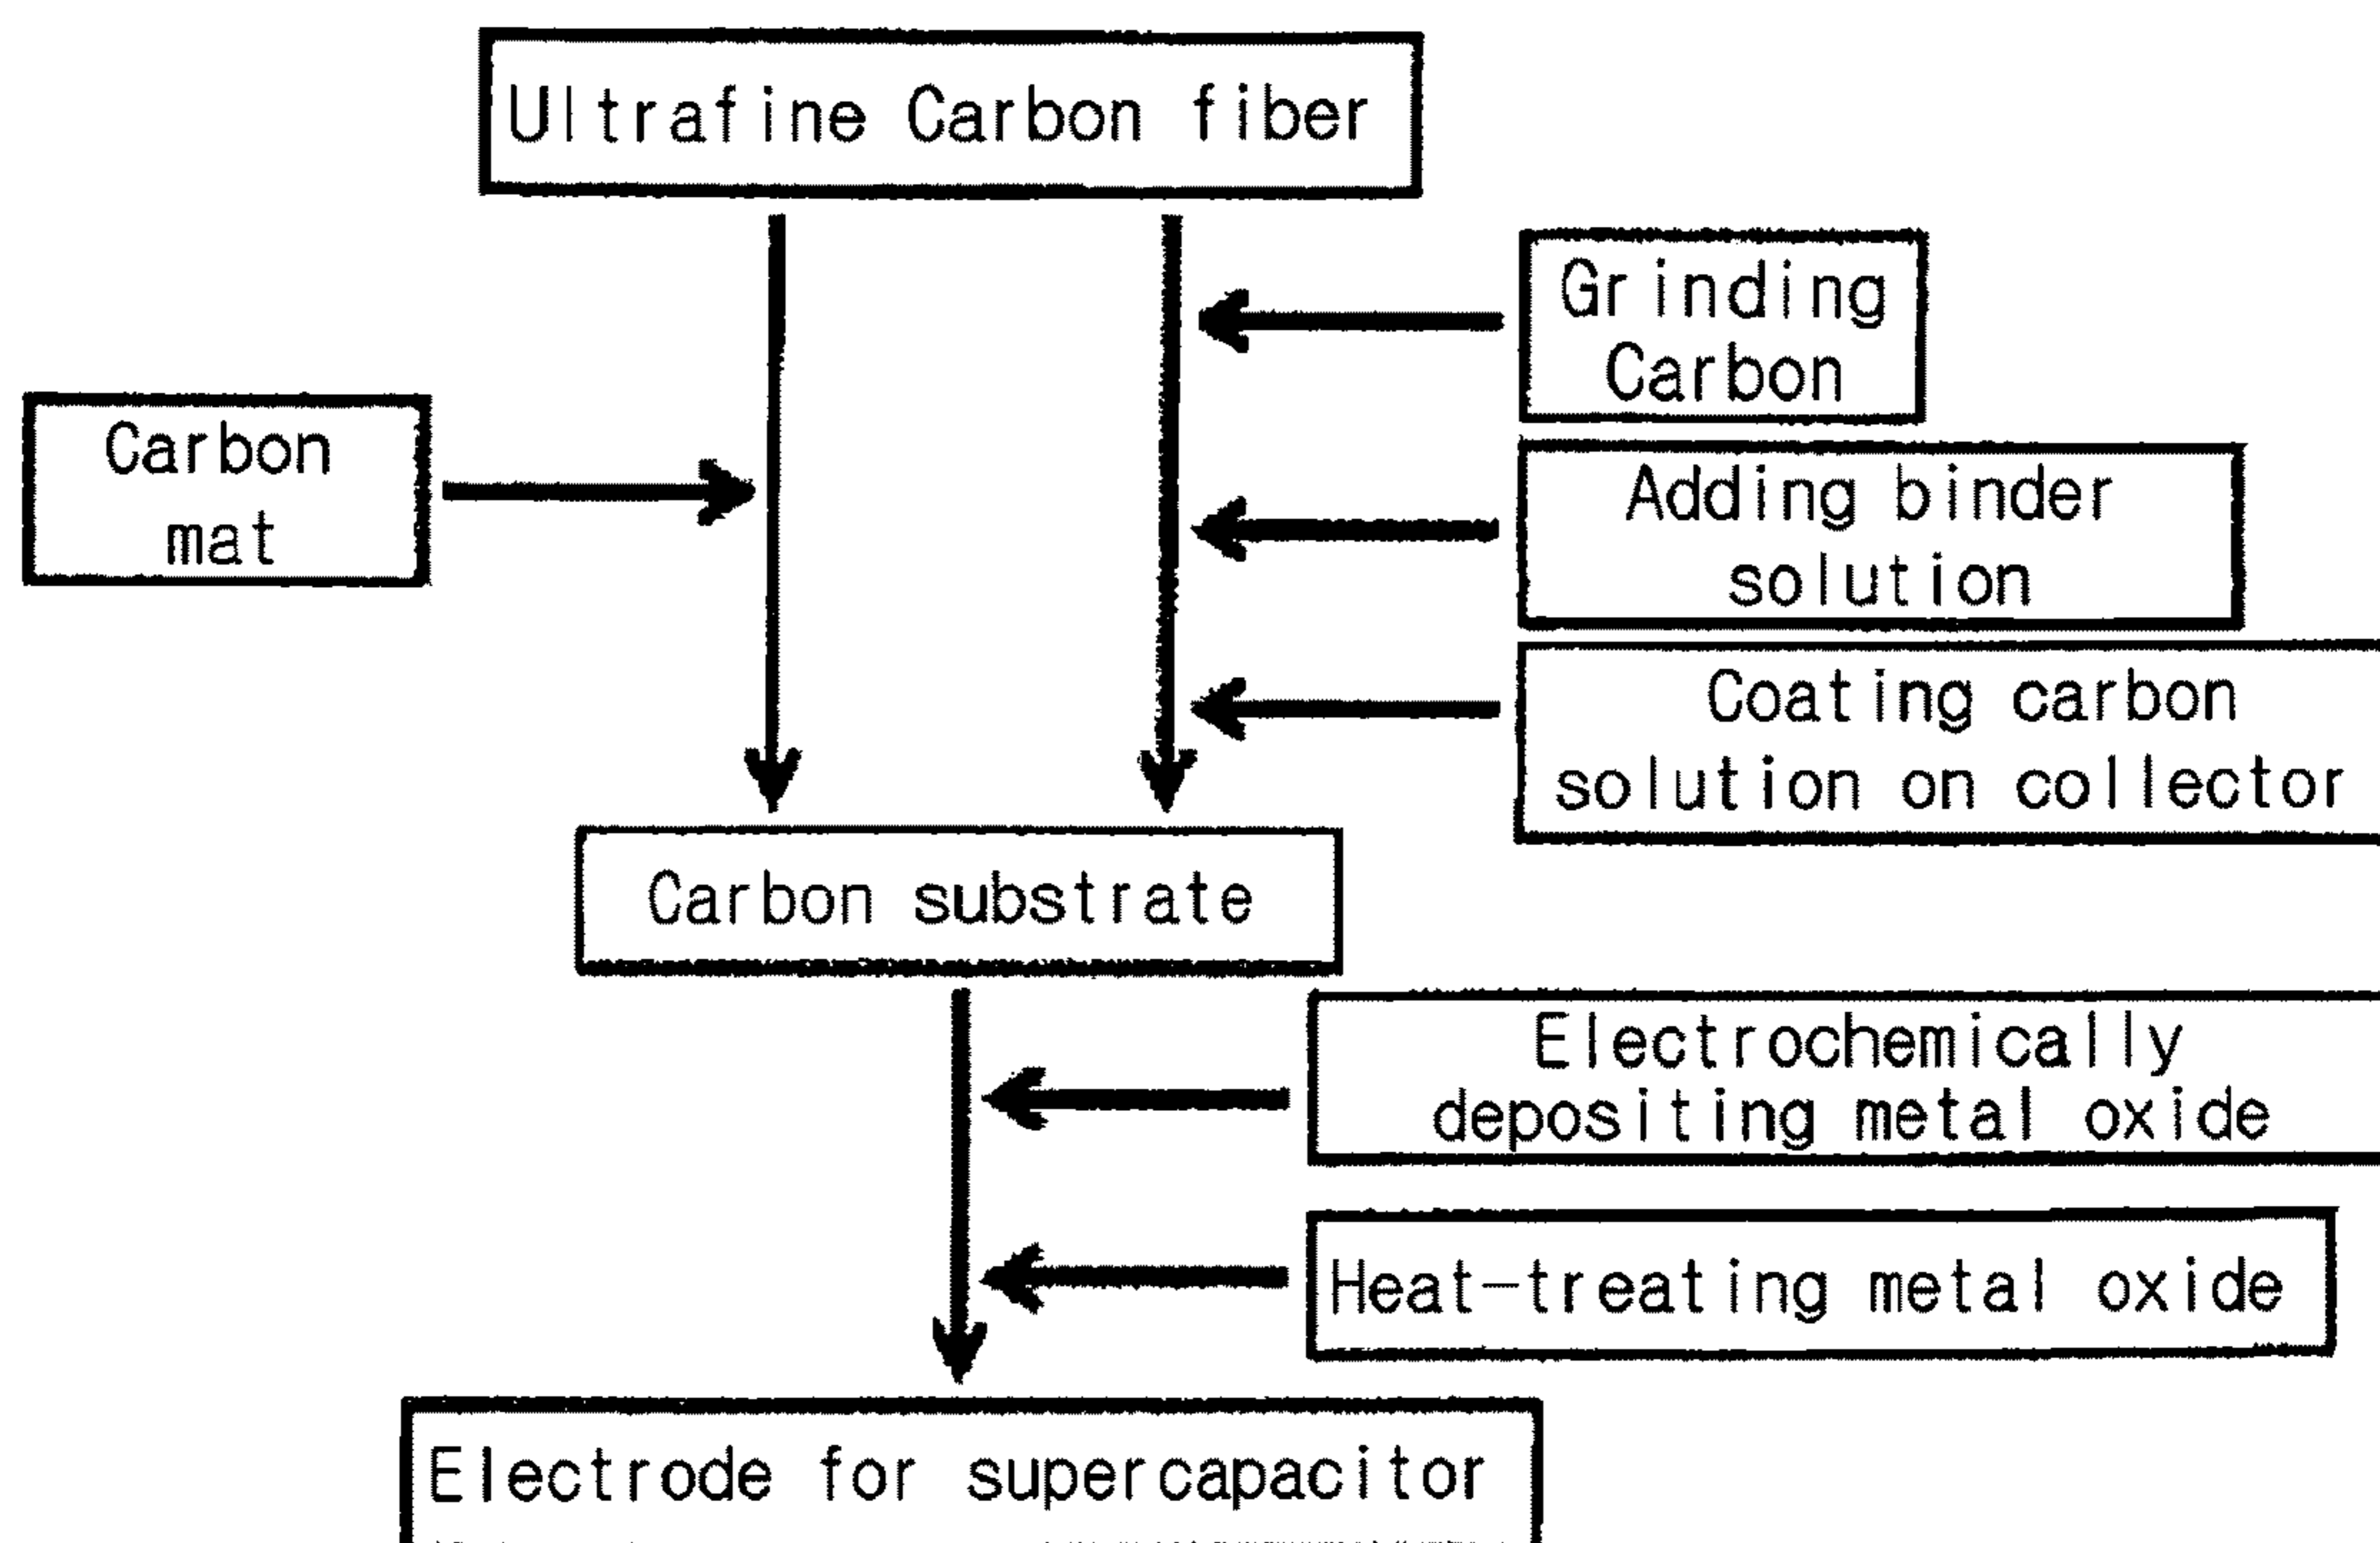 Ultrafine Carbon fiber
Grinding
Carbon
Carbon
mat
Adding binder
solution
Coating carbon
solution on collector
Carbon substrate
Electrochemically
depositing metal oxide
Heat-treating metal oxide
Electrode for supercapacitor